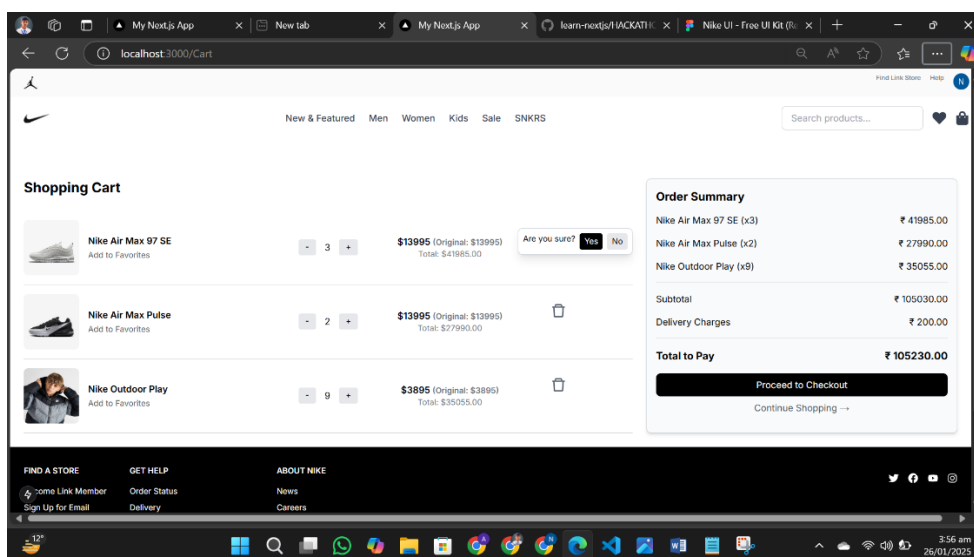 My Next.js App
New tab
My Next.js App
learn-nextjs/HACKATH
Nike UI - Free UI Kit (Re
localhost:3000/Cart
Find Link Store Help N
New & Featured Men Women Kids Sale SNKRS
Search products...
Shopping Cart
Nike Air Max 97 SE
Add to Favorites
- 3 +
$13995 (Original: $13995)
Total: $41985.00
Are you sure? Yes No
Nike Air Max Pulse
Add to Favorites
- 2 +
$13995 (Original: $13995)
Total: $27990.00
Nike Outdoor Play
Add to Favorites
- 9 +
$3895 (Original: $3895)
Total: $35055.00
Order Summary
Nike Air Max 97 SE (x3) ₹ 41985.00
Nike Air Max Pulse (x2) ₹ 27990.00
Nike Outdoor Play (x9) ₹ 35055.00
Subtotal ₹ 105030.00
Delivery Charges ₹ 200.00
Total to Pay ₹ 105230.00
Proceed to Checkout
Continue Shopping →
FIND A STORE GET HELP ABOUT NIKE
come Link Member Order Status News
Sign Up for Email Delivery Careers
12°
3:56 am
26/01/2025